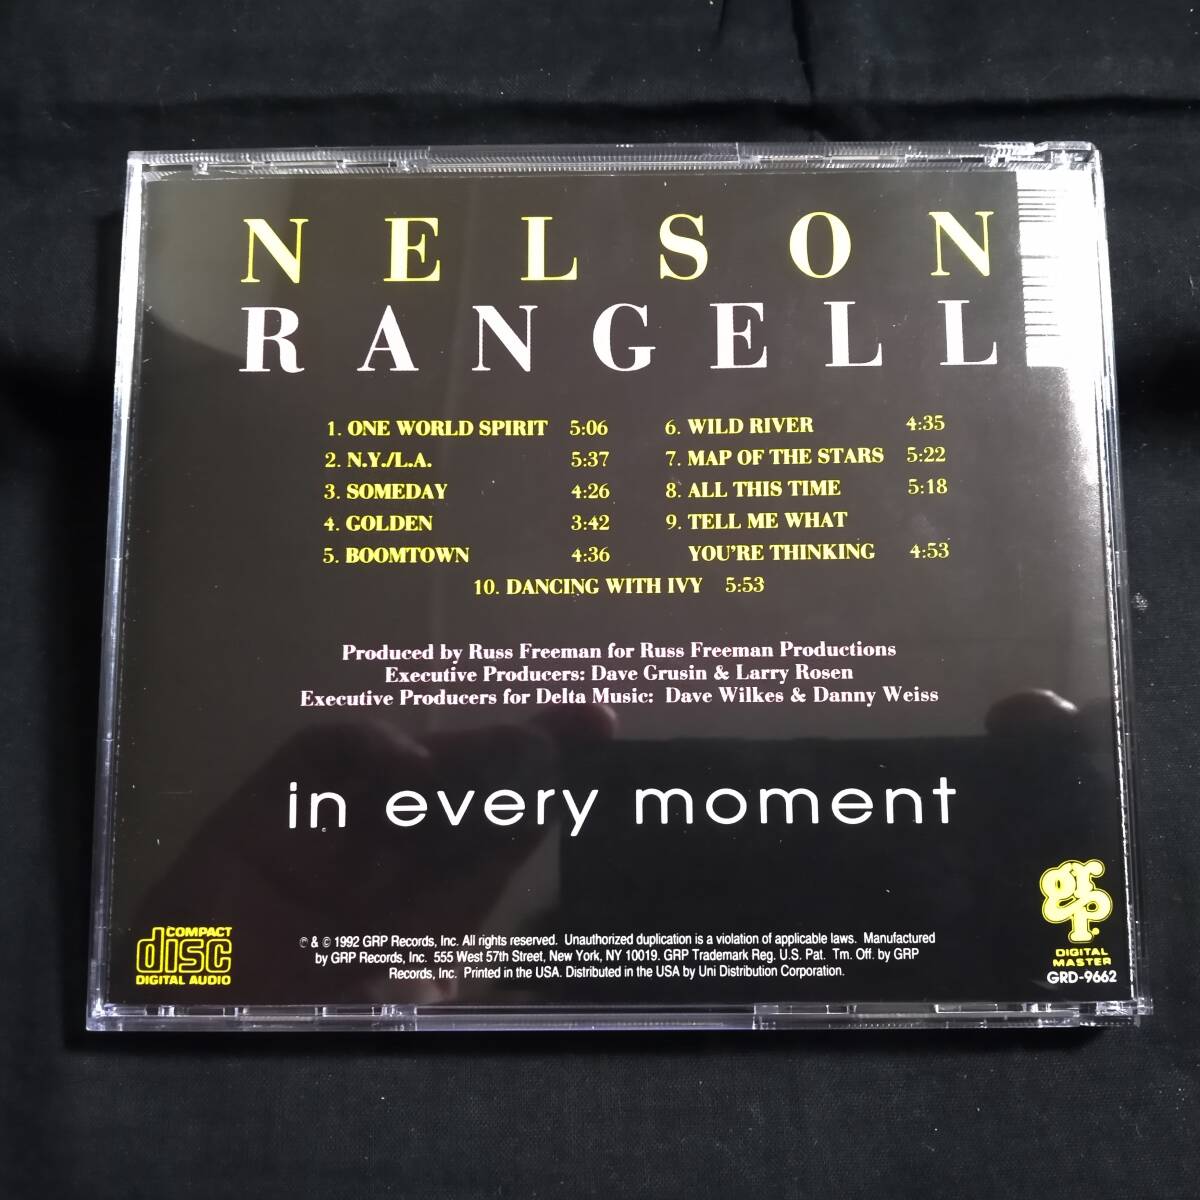 NELSON
RANGELL
1. ONE WORLD SPIRIT 5:06
2. N.Y./L.A. 5:37
3. SOMEDAY 4:26
4. GOLDEN 3:42
5. BOOMTOWN 4:36
6. WILD RIVER 4:35
7. MAP OF THE STARS 5:22
8. ALL THIS TIME 5:18
9. TELL ME WHAT
YOU'RE THINKING 4:53
10. DANCING WITH IVY 5:53
Produced by Russ Freeman for Russ Freeman Productions
Executive Producers: Dave Grusin & Larry Rosen
Executive Producers for Delta Music: Dave Wilkes & Danny Weiss
in every moment
COMPACT
disc
DIGITAL AUDIO
℗ & © 1992 GRP Records, Inc. All rights reserved. Unauthorized duplication is a violation of applicable laws. Manufactured
by GRP Records, Inc. 555 West 57th Street, New York, NY 10019. GRP Trademark Reg. U.S. Pat. Tm. Off. by GRP
Records, Inc. Printed in the USA. Distributed in the USA by Uni Distribution Corporation.
grp
DIGITAL
MASTER
GRD-9662